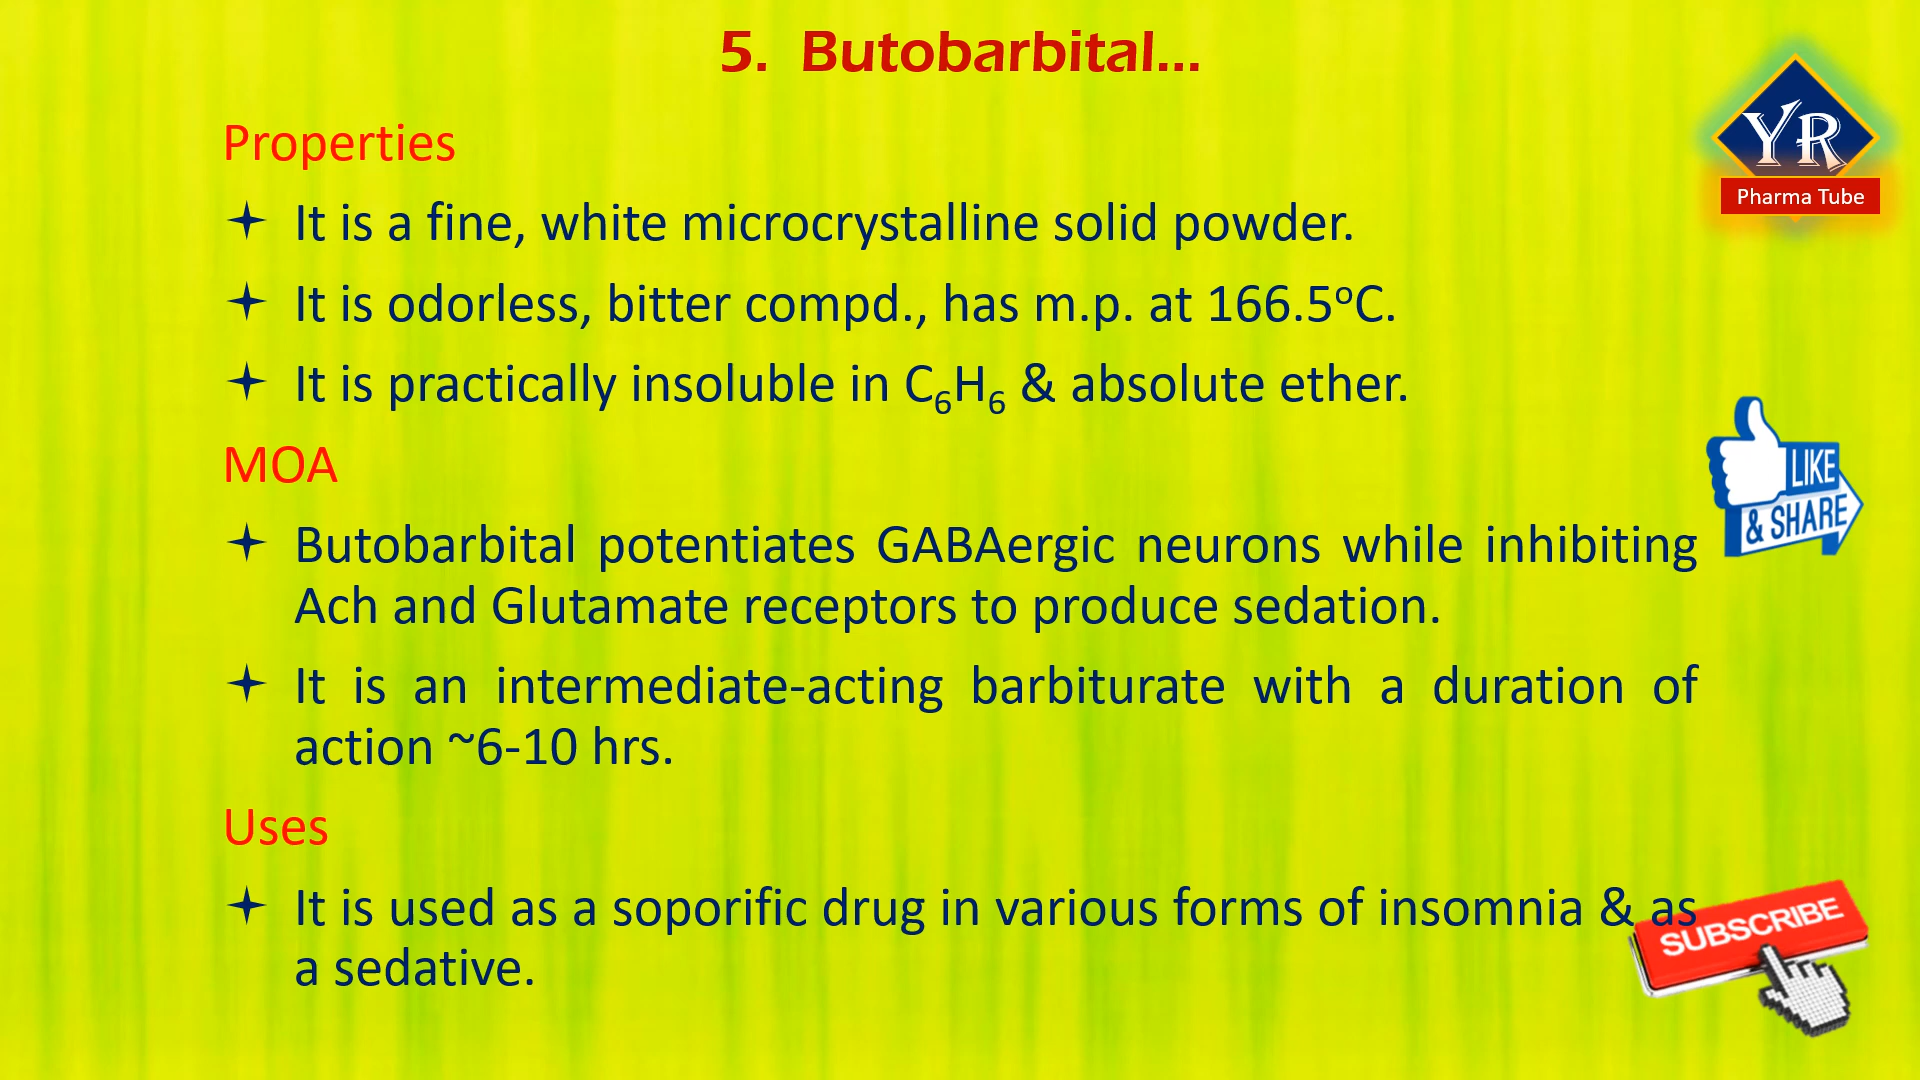 5. Butobarbital...
YR
Pharma Tube
Properties
It is a fine, white microcrystalline solid powder.
It is odorless, bitter compd., has m.p. at 166.5ºC.
It is practically insoluble in C₆H₆ & absolute ether.
MOA
LIKE
& SHARE
Butobarbital potentiates GABAergic neurons while inhibiting
Ach and Glutamate receptors to produce sedation.
It is an intermediate-acting barbiturate with a duration of
action ~6-10 hrs.
Uses
It is used as a soporific drug in various forms of insomnia & as
a sedative.
SUBSCRIBE